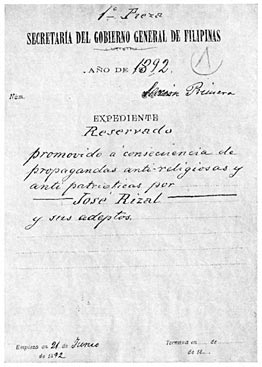 1ª Pieza
SECRETARÍA DEL GOBIERNO GENERAL DE FILIPINAS
AÑO DE 1892
1
Núm.
Sección Primera
EXPEDIENTE
Reservado
promovido á consecuencia de
propagandas anti-religiosas y
anti patrioticas por
José Rizal
y sus adeptos.
Empieza en 21 de Junio
de 1892
Termina en de
de 18